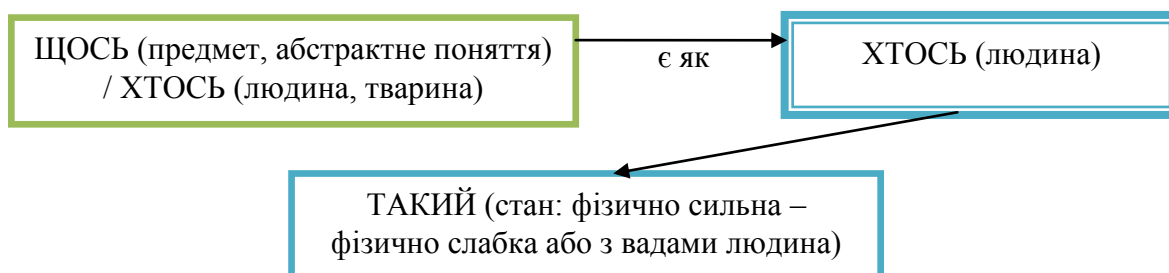 ЩОСЬ (предмет, абстрактне поняття)
/ ХТОСЬ (людина, тварина)
є як
ХТОСЬ (людина)
ТАКИЙ (стан: фізично сильна –
фізично слабка або з вадами людина)